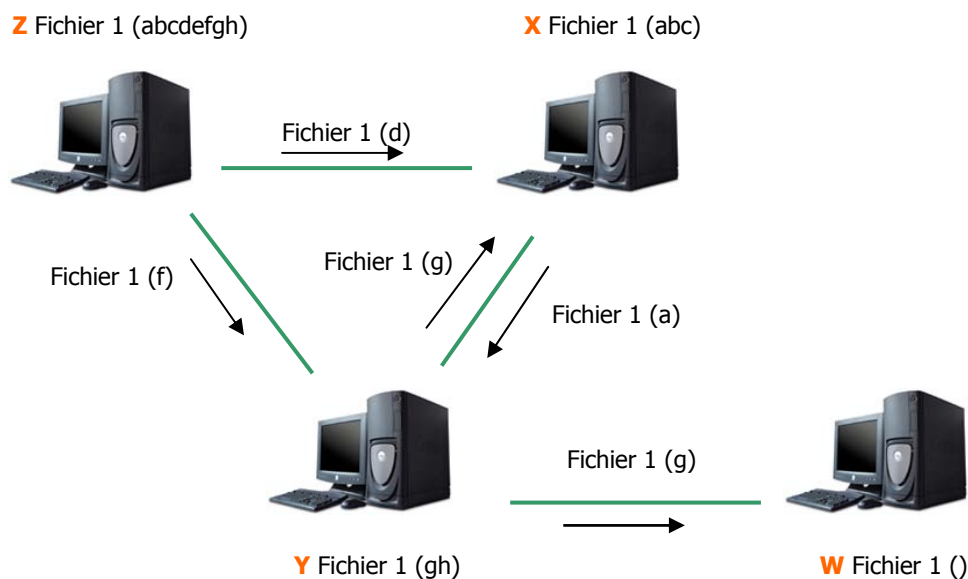 Z Fichier 1 (abcdefgh)
X Fichier 1 (abc)
Fichier 1 (d)
Fichier 1 (g)
Fichier 1 (f)
Fichier 1 (a)
Fichier 1 (g)
Y Fichier 1 (gh)
W Fichier 1 ()